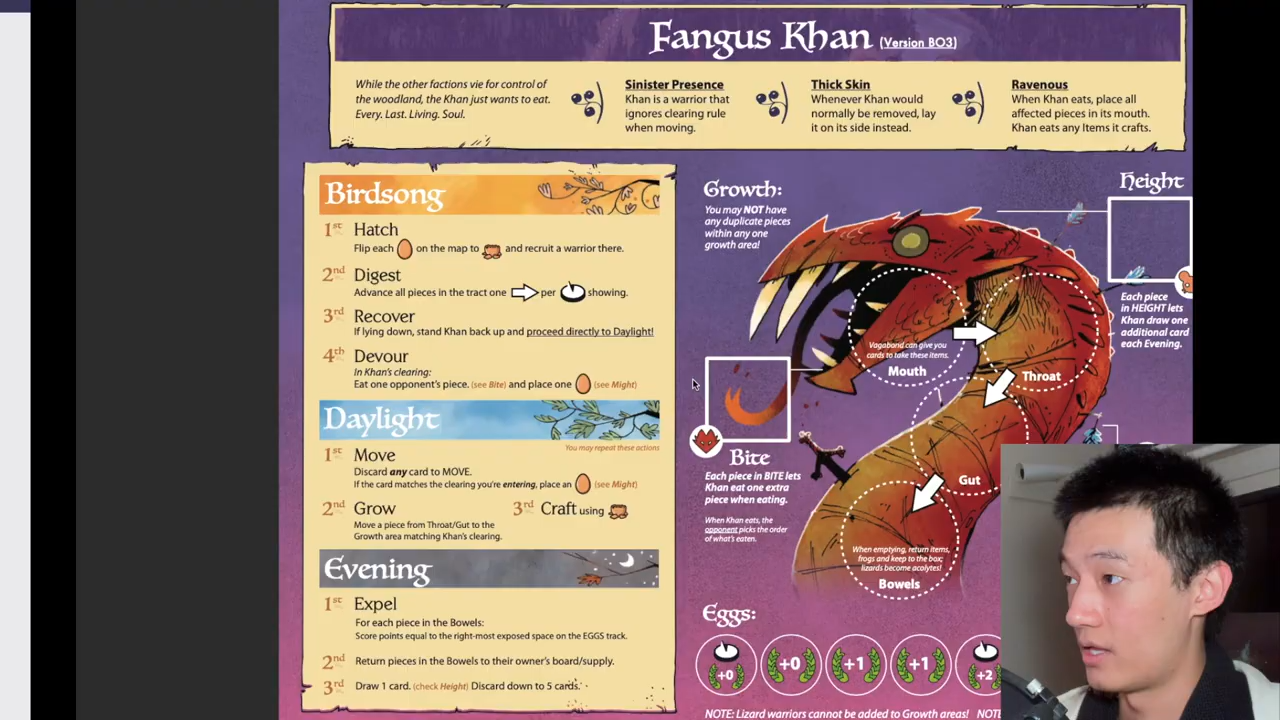 Fangus Khan (Version BO3)
While the other factions vie for control of
the woodland, the Khan just wants to eat.
Every. Last. Living. Soul.
Sinister Presence
Khan is a warrior that
ignores clearing rule
when moving.
Thick Skin
Whenever Khan would
normally be removed, lay
it on its side instead.
Ravenous
When Khan eats, place all
affected pieces in its mouth.
Khan eats any Items it crafts.
Birdsong
1st Hatch
Flip each on the map to and recruit a warrior there.
2nd Digest
Advance all pieces in the tract one per showing.
3rd Recover
If lying down, stand Khan back up and proceed directly to Daylight!
4th Devour
In Khan's clearing:
Eat one opponent's piece. (see Bite) and place one (see Might)
Daylight
You may repeat these actions
1st Move
Discard any card to MOVE.
If the card matches the clearing you're entering, place an (see Might)
2nd Grow
Move a piece from Throat/Gut to the
Growth area matching Khan's clearing.
3rd Craft using
Evening
1st Expel
For each piece in the Bowels:
Score points equal to the right-most exposed space on the EGGS track.
2nd Return pieces in the Bowels to their owner's board/supply.
3rd Draw 1 card. (check Height) Discard down to 5 cards.
Growth:
You may NOT have
any duplicate pieces
within any one
growth area!
Height
Each piece
in HEIGHT lets
Khan draw one
additional card
each Evening.
Vagabond can give you
cards to take these items.
Mouth
Throat
Gut
When emptying, return items,
frogs and keep to the box;
lizards become acolytes!
Bowels
Bite
Each piece in BITE lets
Khan eat one extra
piece when eating.
When Khan eats, the
opponent picks the order
of what's eaten.
Eggs:
+0
+0
+1
+1
+2
NOTE: Lizard warriors cannot be added to Growth areas! NOTE